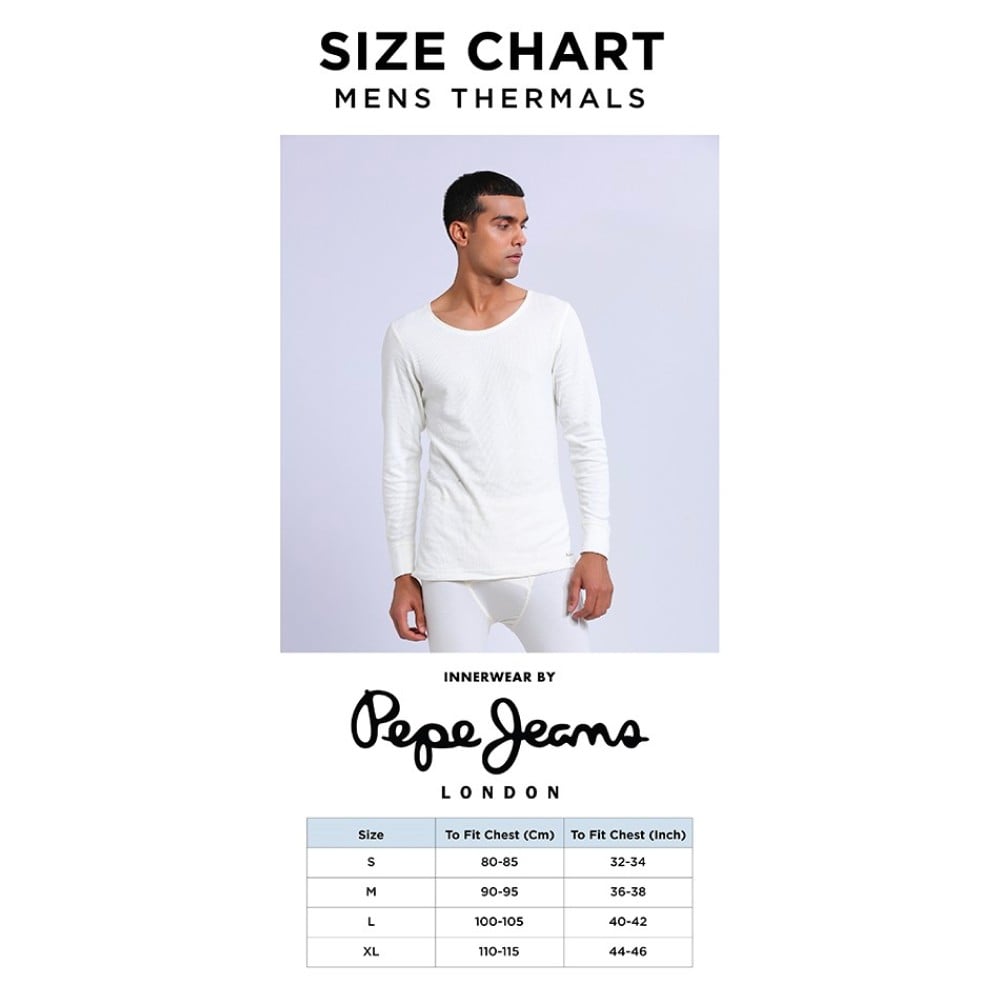 SIZE CHART
MENS THERMALS
INNERWEAR BY
Pepe Jeans
LONDON
Size To Fit Chest (Cm) To Fit Chest (Inch)
S 80-85 32-34
M 90-95 36-38
L 100-105 40-42
XL 110-115 44-46